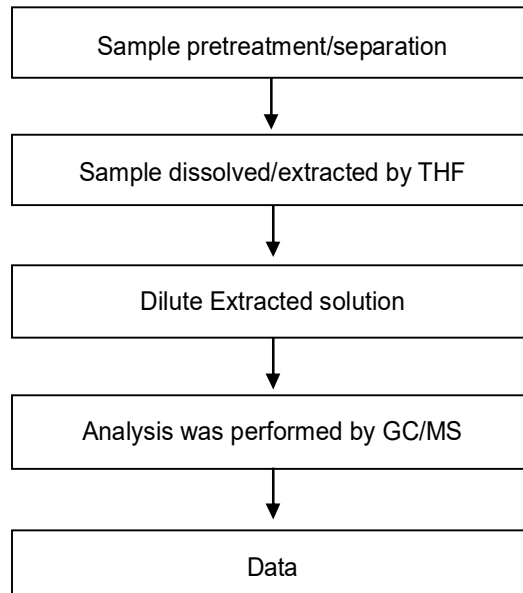 Sample pretreatment/separation
Sample dissolved/extracted by THF
Dilute Extracted solution
Analysis was performed by GC/MS
Data